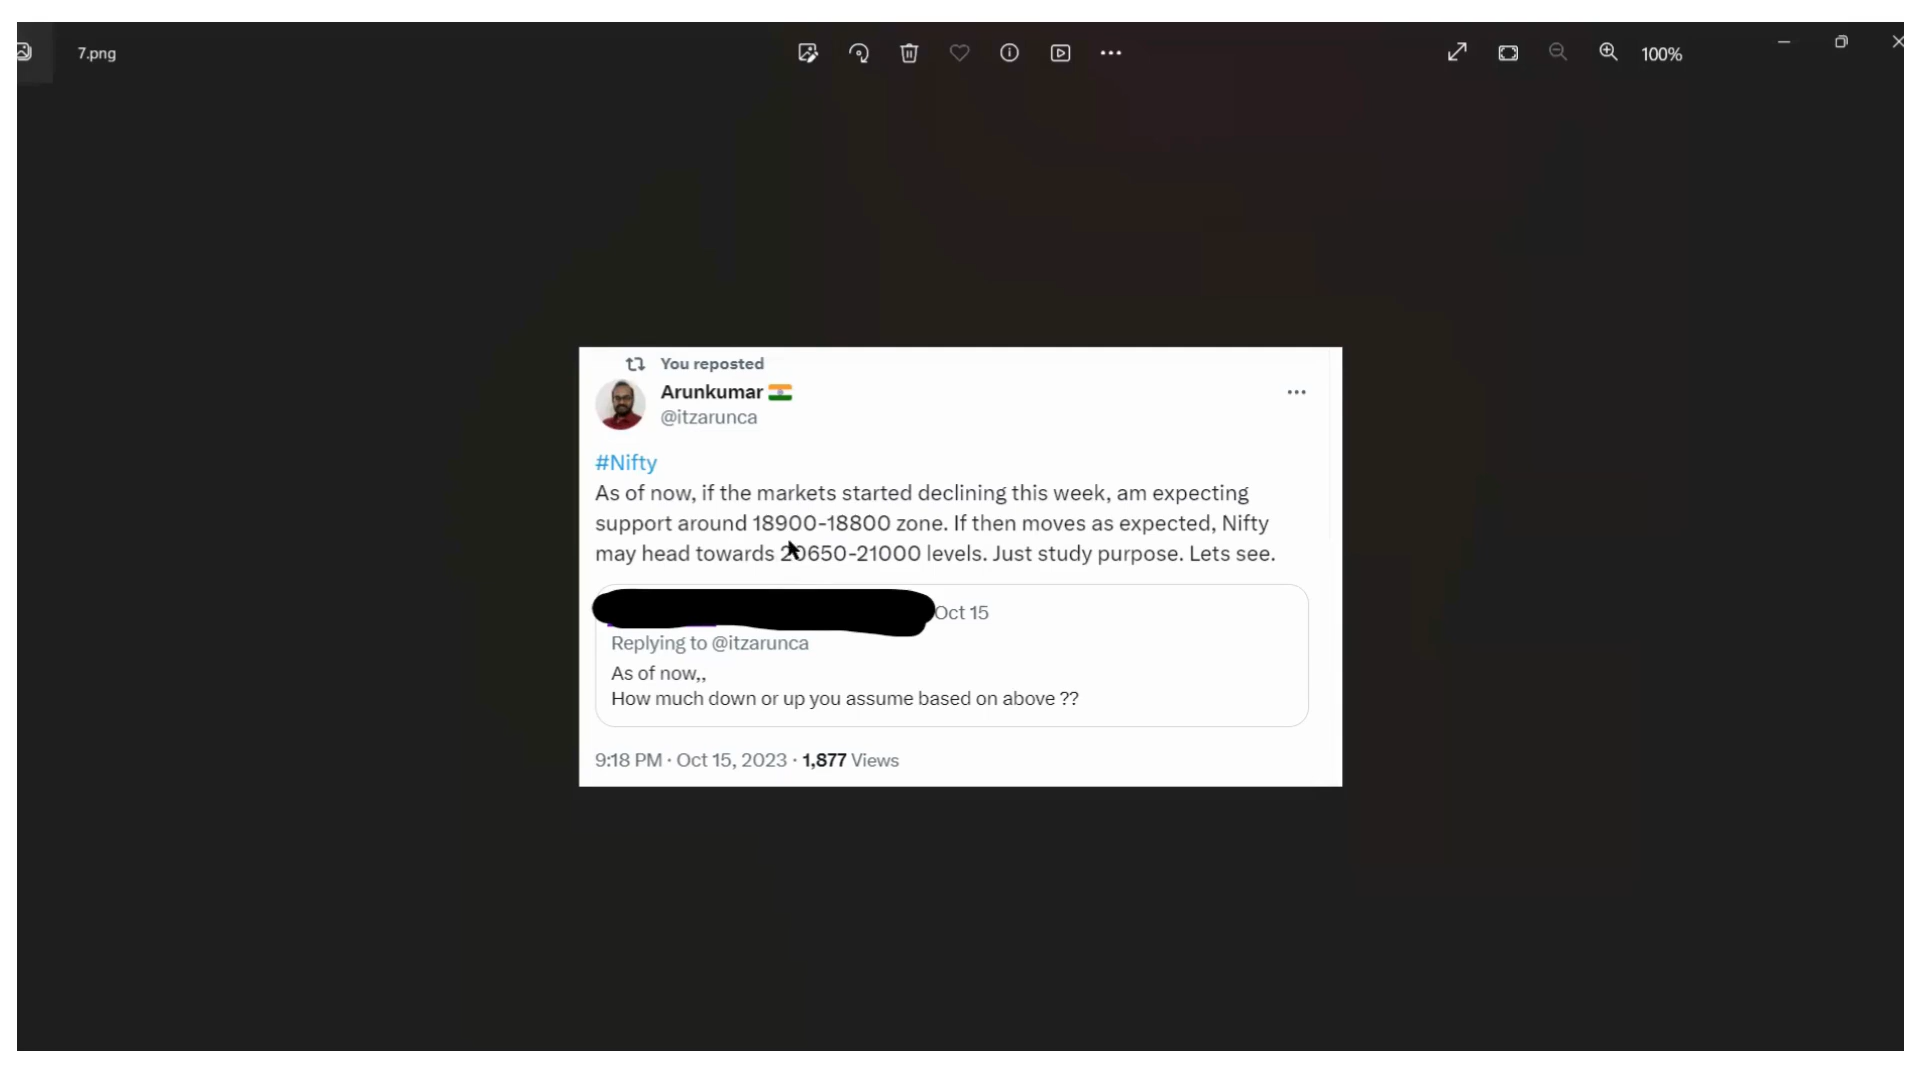 7.png
100%
You reposted
Arunkumar
@itzarunca
#Nifty
As of now, if the markets started declining this week, am expecting
support around 18900-18800 zone. If then moves as expected, Nifty
may head towards 20650-21000 levels. Just study purpose. Lets see.
Oct 15
Replying to @itzarunca
As of now,,
How much down or up you assume based on above ??
9:18 PM · Oct 15, 2023 · 1,877 Views